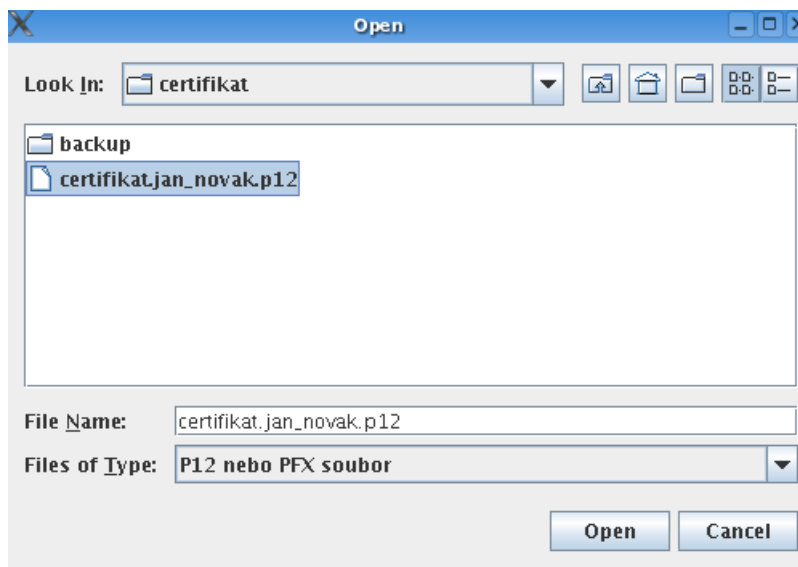 Open
Look In: certifikat
backup
certifikat.jan_novak.p12
File Name: certifikat.jan_novak.p12
Files of Type: P12 nebo PFX soubor
Open Cancel